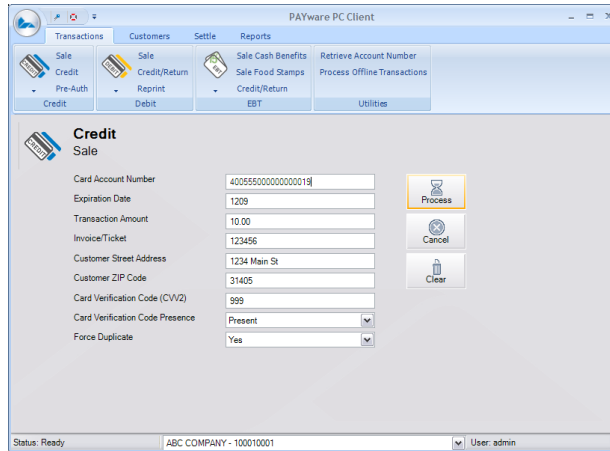 PAYware PC Client
Transactions Customers Settle Reports
Sale Sale Sale Cash Benefits Retrieve Account Number
Credit Credit/Return Sale Food Stamps Process Offline Transactions
Pre-Auth Reprint Credit/Return
Credit Debit EBT Utilities
Credit
Sale
Card Account Number 400555000000000019
Expiration Date 1209
Process
Transaction Amount 10.00
Invoice/Ticket 123456
Cancel
Customer Street Address 1234 Main St
Customer ZIP Code 31405
Clear
Card Verification Code (CVV2) 999
Card Verification Code Presence Present
Force Duplicate Yes
Status: Ready ABC COMPANY - 100010001 User: admin